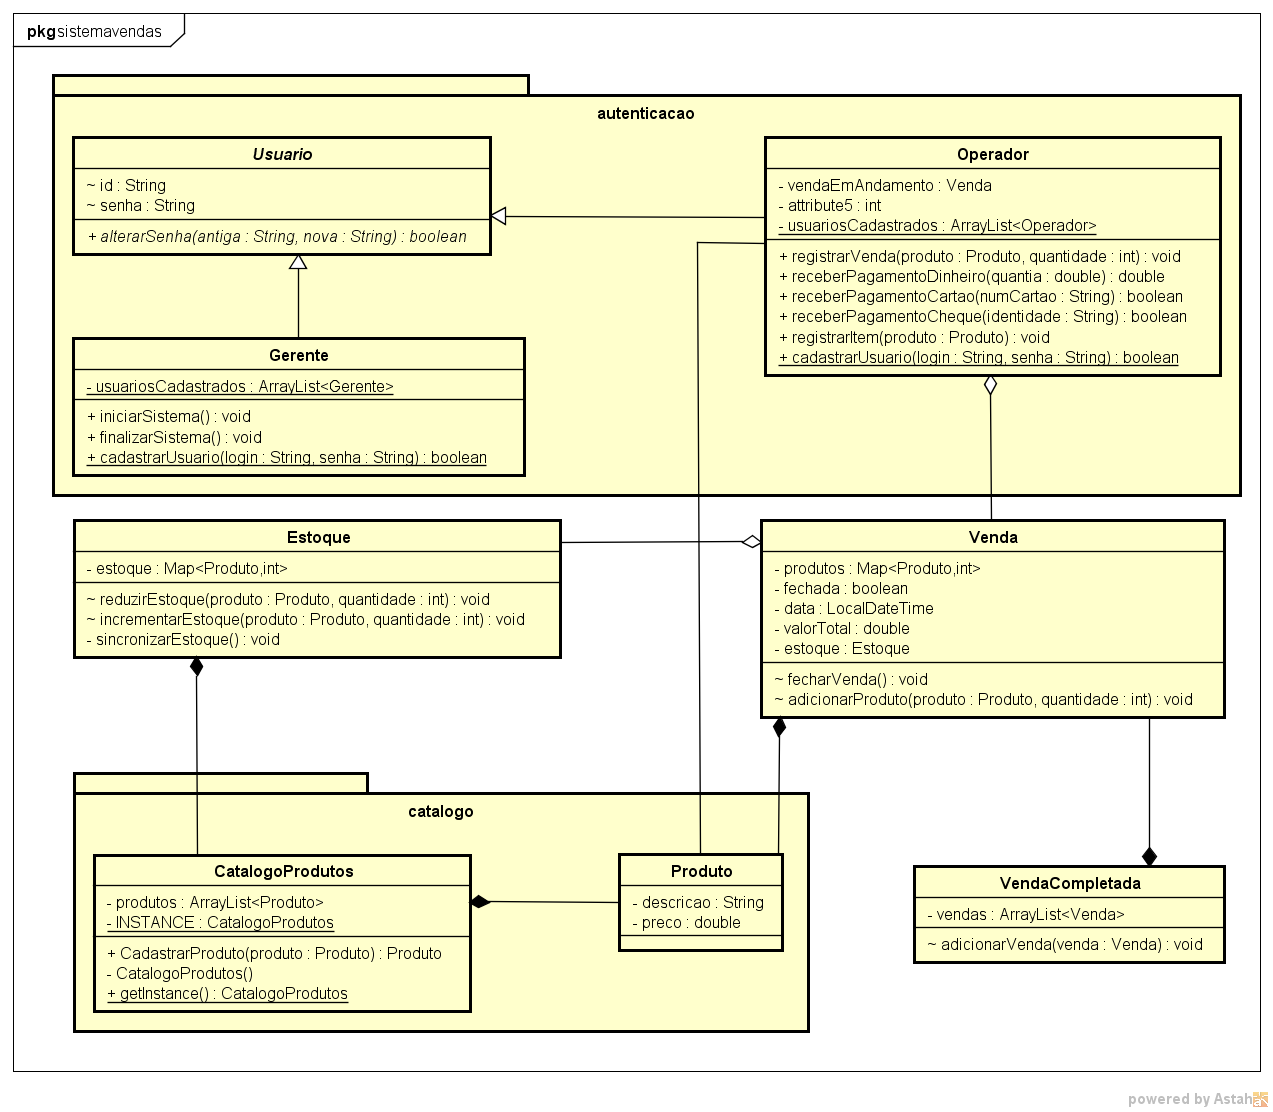 pkg sistemavendas
autenticacao
Usuario
~ id : String
~ senha : String
+ alterarSenha(antiga : String, nova : String) : boolean
Operador
- vendaEmAndamento : Venda
- attribute5 : int
- usuariosCadastrados : ArrayList<Operador>
+ registrarVenda(produto : Produto, quantidade : int) : void
+ receberPagamentoDinheiro(quantia : double) : double
+ receberPagamentoCartao(numCartao : String) : boolean
+ receberPagamentoCheque(identidade : String) : boolean
+ registrarItem(produto : Produto) : void
+ cadastrarUsuario(login : String, senha : String) : boolean
Gerente
- usuariosCadastrados : ArrayList<Gerente>
+ iniciarSistema() : void
+ finalizarSistema() : void
+ cadastrarUsuario(login : String, senha : String) : boolean
Estoque
- estoque : Map<Produto,int>
~ reduzirEstoque(produto : Produto, quantidade : int) : void
~ incrementarEstoque(produto : Produto, quantidade : int) : void
- sincronizarEstoque() : void
Venda
- produtos : Map<Produto,int>
- fechada : boolean
- data : LocalDateTime
- valorTotal : double
- estoque : Estoque
~ fecharVenda() : void
~ adicionarProduto(produto : Produto, quantidade : int) : void
catalogo
CatalogoProdutos
- produtos : ArrayList<Produto>
- INSTANCE : CatalogoProdutos
+ CadastrarProduto(produto : Produto) : Produto
- CatalogoProdutos()
+ getInstance() : CatalogoProdutos
Produto
- descricao : String
- preco : double
VendaCompletada
- vendas : ArrayList<Venda>
~ adicionarVenda(venda : Venda) : void
powered by Astah